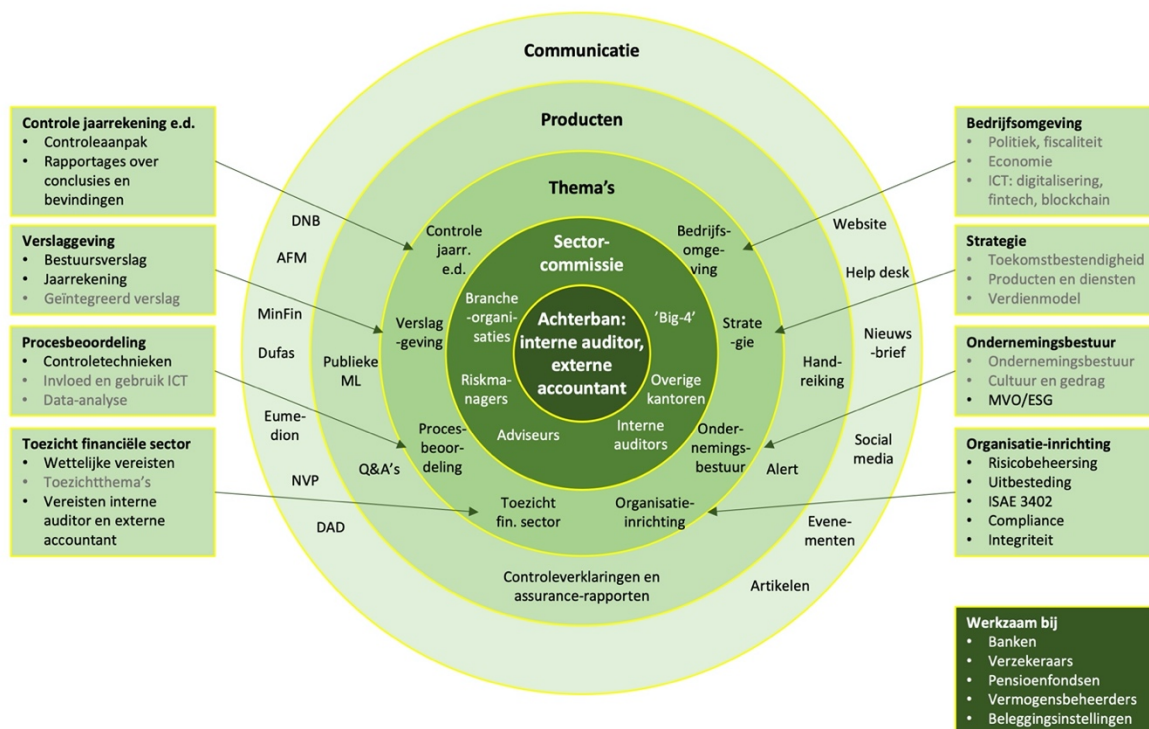 Communicatie
Producten
Thema's
Sector-
commissie
Achterban:
interne auditor,
externe
accountant
Branche
-organi-
saties
'Big-4'
Riskma-
nagers
Overige
kantoren
Adviseurs
Interne
auditors
Controle
jaarr.
e.d.
Bedrijfs-
omge-
ving
Verslag
-geving
Strate
-gie
Proces-
beoor-
deling
Onder-
nemings-
bestuur
Toezicht
fin. sector
Organisatie-
inrichting
Publieke
ML
Hand-
reiking
Q&A's
Alert
Controleverklaringen en
assurance-rapporten
DNB
AFM
MinFin
Dufas
Eume-
dion
NVP
DAD
Website
Help desk
Nieuws
-brief
Social
media
Evene-
menten
Artikelen
Controle jaarrekening e.d.
• Controleaanpak
• Rapportages over
conclusies en
bevindingen
Verslaggeving
• Bestuursverslag
• Jaarrekening
• Geïntegreerd verslag
Procesbeoordeling
• Controletechnieken
• Invloed en gebruik ICT
• Data-analyse
Toezicht financiële sector
• Wettelijke vereisten
• Toezichtthema's
• Vereisten interne
auditor en externe
accountant
Bedrijfsomgeving
• Politiek, fiscaliteit
• Economie
• ICT: digitalisering,
fintech, blockchain
Strategie
• Toekomstbestendigheid
• Producten en diensten
• Verdienmodel
Ondernemingsbestuur
• Ondernemingsbestuur
• Cultuur en gedrag
• MVO/ESG
Organisatie-inrichting
• Risicobeheersing
• Uitbesteding
• ISAE 3402
• Compliance
• Integriteit
Werkzaam bij
• Banken
• Verzekeraars
• Pensioenfondsen
• Vermogensbeheerders
• Beleggingsinstellingen